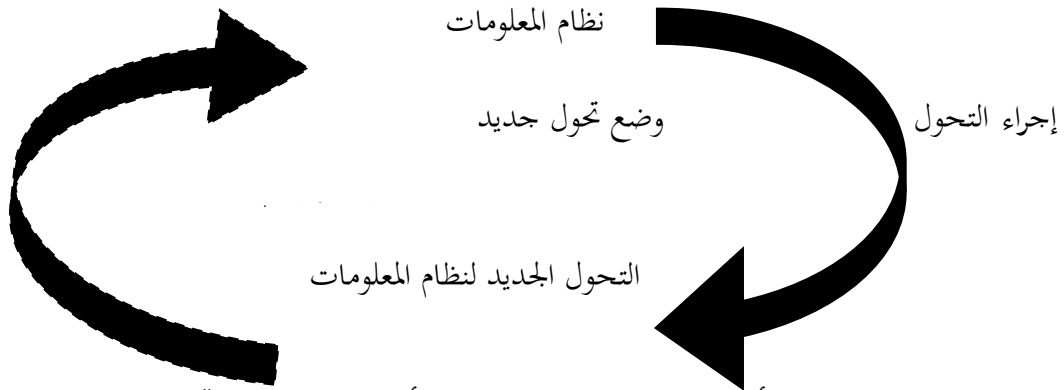 نظام المعلومات
إجراء التحول
وضع تحول جديد
التحول الجديد لنظام المعلومات